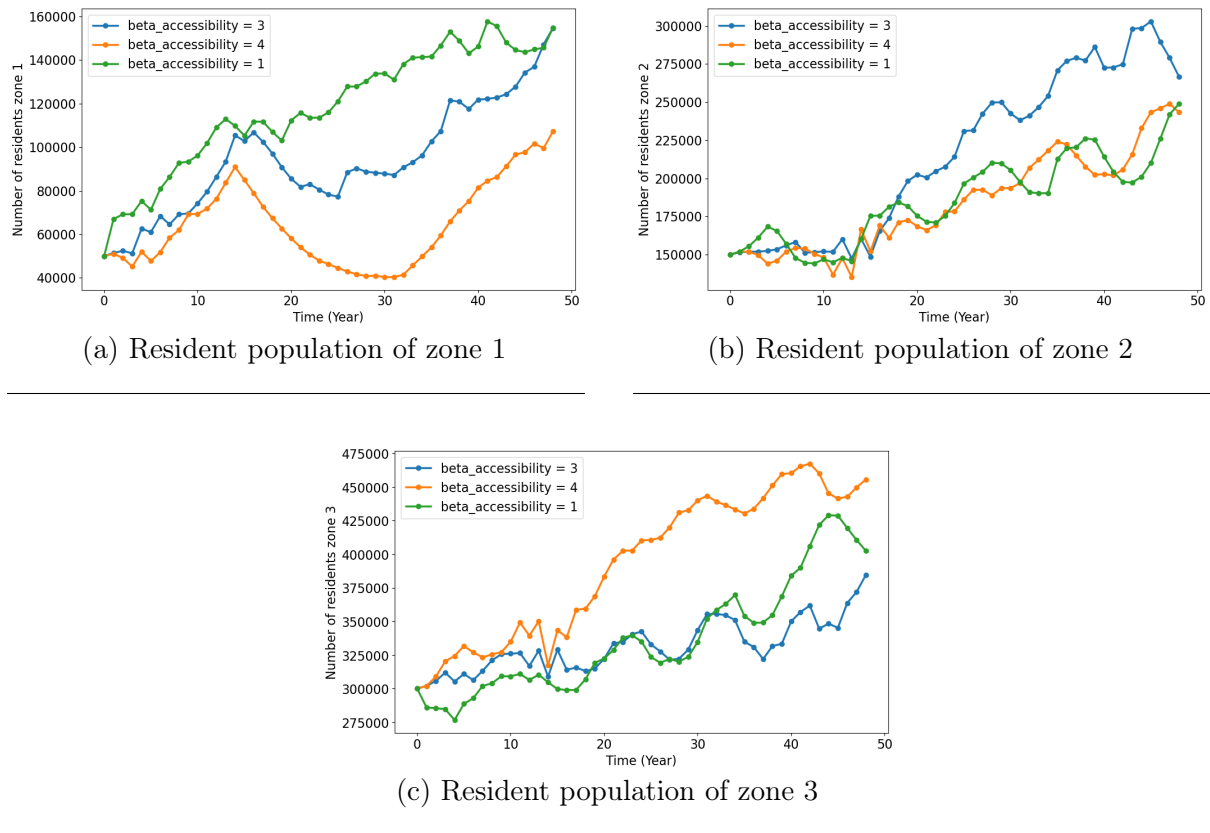 160000
140000
120000
100000
80000
60000
40000
Number of residents zone 1
beta_accessibility = 3
beta_accessibility = 4
beta_accessibility = 1
0 10 20 30 40 50
Time (Year)
(a) Resident population of zone 1
300000
275000
250000
225000
200000
175000
150000
Number of residents zone 2
beta_accessibility = 3
beta_accessibility = 4
beta_accessibility = 1
0 10 20 30 40 50
Time (Year)
(b) Resident population of zone 2
475000
450000
425000
400000
375000
350000
325000
300000
275000
Number of residents zone 3
beta_accessibility = 3
beta_accessibility = 4
beta_accessibility = 1
0 10 20 30 40 50
Time (Year)
(c) Resident population of zone 3